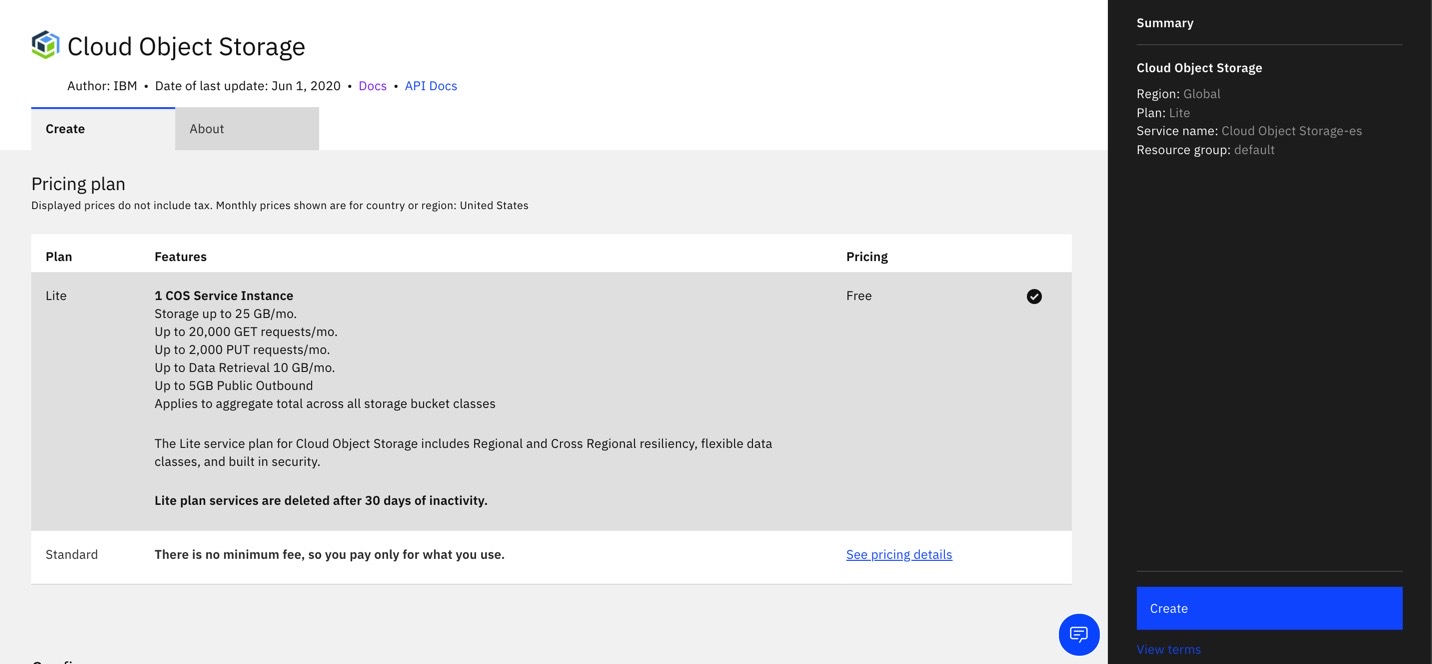 Cloud Object Storage
Author: IBM • Date of last update: Jun 1, 2020 • Docs • API Docs
Create
About
Pricing plan
Displayed prices do not include tax. Monthly prices shown are for country or region: United States
Plan Features Pricing
Lite 1 COS Service Instance Free
Storage up to 25 GB/mo.
Up to 20,000 GET requests/mo.
Up to 2,000 PUT requests/mo.
Up to Data Retrieval 10 GB/mo.
Up to 5GB Public Outbound
Applies to aggregate total across all storage bucket classes
The Lite service plan for Cloud Object Storage includes Regional and Cross Regional resiliency, flexible data
classes, and built in security.
Lite plan services are deleted after 30 days of inactivity.
Standard There is no minimum fee, so you pay only for what you use. See pricing details
Summary
Cloud Object Storage
Region: Global
Plan: Lite
Service name: Cloud Object Storage-es
Resource group: default
Create
View terms